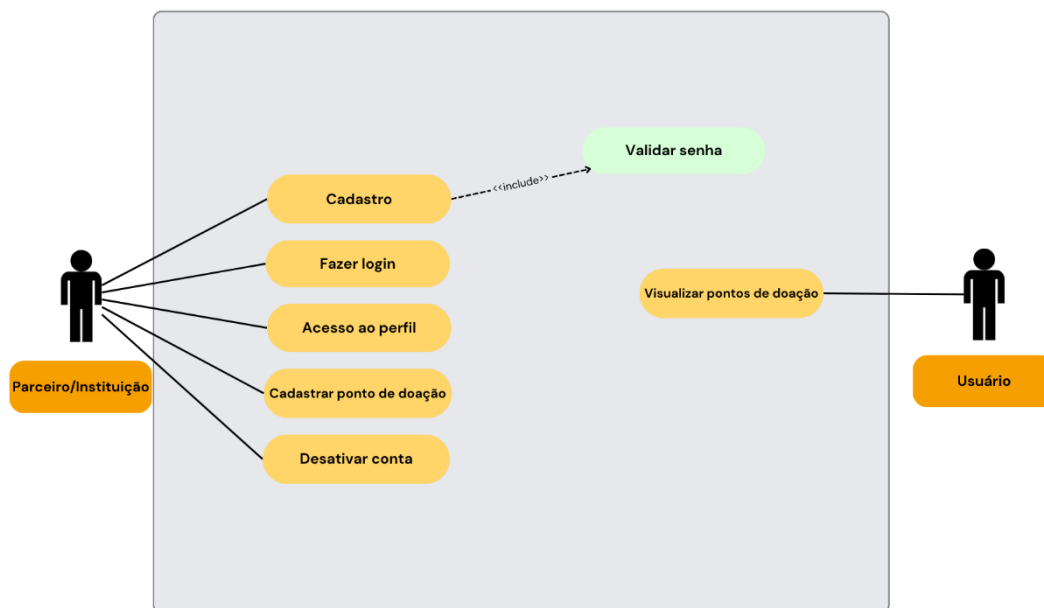 Validar senha
<<include>>
Cadastro
Fazer login
Visualizar pontos de doação
Acesso ao perfil
Parceiro/Instituição
Cadastrar ponto de doação
Usuário
Desativar conta